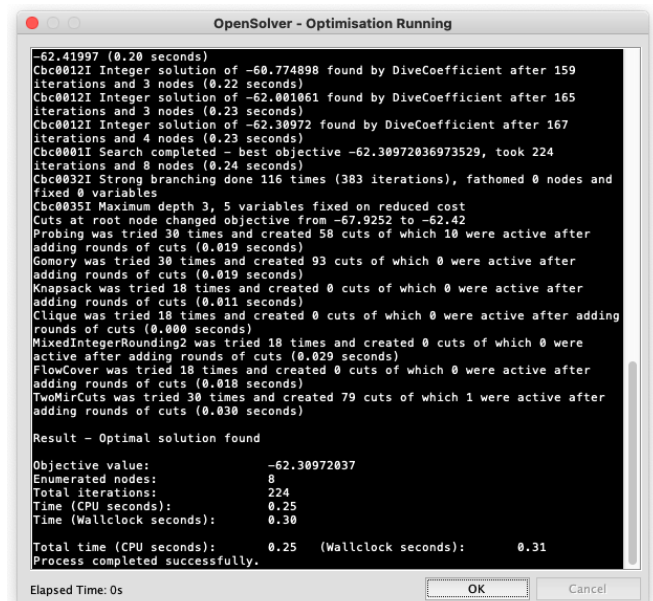 OpenSolver - Optimisation Running
-62.41997 (0.20 seconds)
Cbc0012I Integer solution of -60.774898 found by DiveCoefficient after 159
iterations and 3 nodes (0.22 seconds)
Cbc0012I Integer solution of -62.001061 found by DiveCoefficient after 165
iterations and 3 nodes (0.23 seconds)
Cbc0012I Integer solution of -62.30972 found by DiveCoefficient after 167
iterations and 4 nodes (0.23 seconds)
Cbc0001I Search completed - best objective -62.30972036973529, took 224
iterations and 8 nodes (0.24 seconds)
Cbc0032I Strong branching done 116 times (383 iterations), fathomed 0 nodes and
fixed 0 variables
Cbc0035I Maximum depth 3, 5 variables fixed on reduced cost
Cuts at root node changed objective from -67.9252 to -62.42
Probing was tried 30 times and created 58 cuts of which 10 were active after
adding rounds of cuts (0.019 seconds)
Gomory was tried 30 times and created 93 cuts of which 0 were active after
adding rounds of cuts (0.019 seconds)
Knapsack was tried 18 times and created 0 cuts of which 0 were active after
adding rounds of cuts (0.011 seconds)
Clique was tried 18 times and created 0 cuts of which 0 were active after adding
rounds of cuts (0.000 seconds)
MixedIntegerRounding2 was tried 18 times and created 0 cuts of which 0 were
active after adding rounds of cuts (0.029 seconds)
FlowCover was tried 18 times and created 0 cuts of which 0 were active after
adding rounds of cuts (0.018 seconds)
TwoMirCuts was tried 30 times and created 79 cuts of which 1 were active after
adding rounds of cuts (0.030 seconds)
Result - Optimal solution found
Objective value: -62.30972037
Enumerated nodes: 8
Total iterations: 224
Time (CPU seconds): 0.25
Time (Wallclock seconds): 0.30
Total time (CPU seconds): 0.25 (Wallclock seconds): 0.31
Process completed successfully.
Elapsed Time: 0s OK Cancel